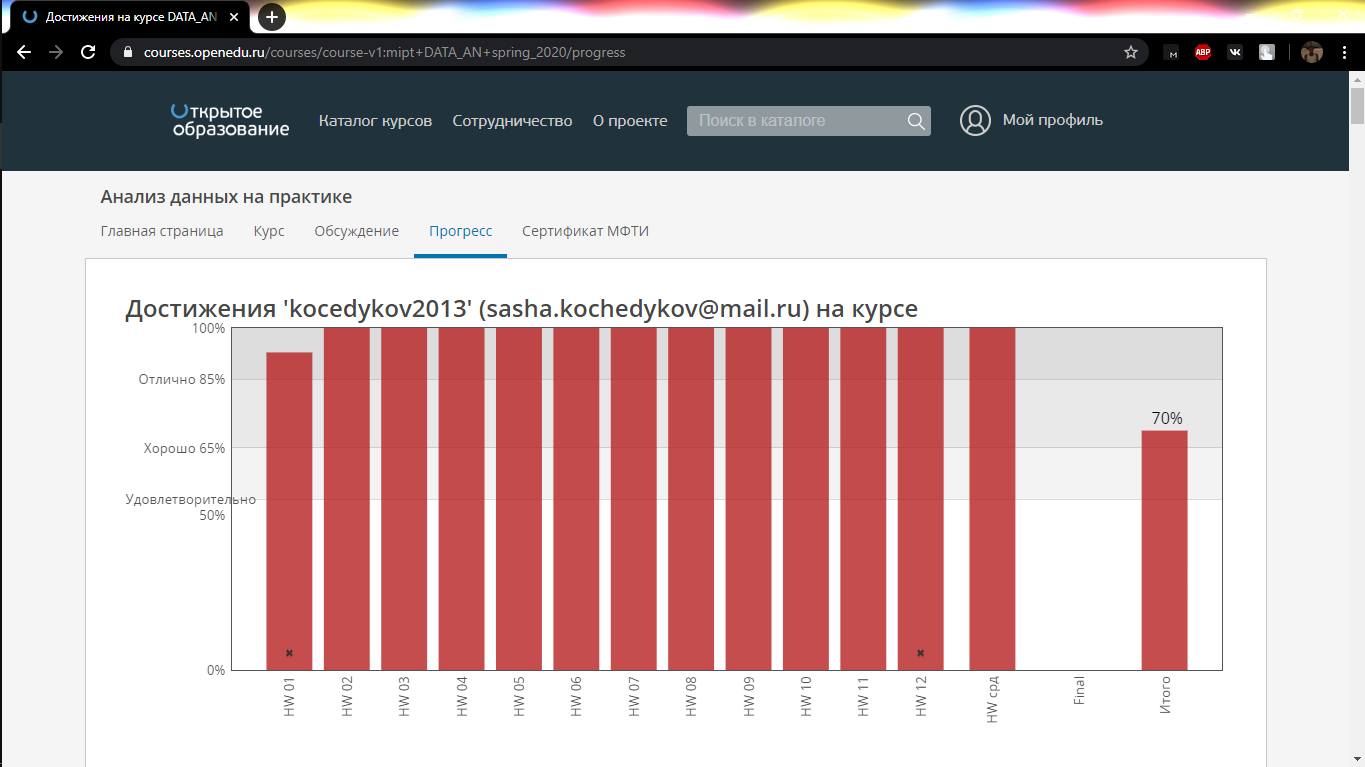 Достижения на курсе DATA_AN
courses.openedu.ru/courses/course-v1:mipt+DATA_AN+spring_2020/progress
M
ABP
Открытое
образование
Каталог курсов
Сотрудничество
О проекте
Поиск в каталоге
Мой профиль
Анализ данных на практике
Главная страница
Курс
Обсуждение
Прогресс
Сертификат МФТИ
Достижения 'kocedykov2013' (sasha.kochedykov@mail.ru) на курсе
100%
Отлично 85%
Хорошо 65%
Удовлетворительно
50%
0%
70%
HW 01
HW 02
HW 03
HW 04
HW 05
HW 06
HW 07
HW 08
HW 09
HW 10
HW 11
HW 12
HW срд
Final
Итого